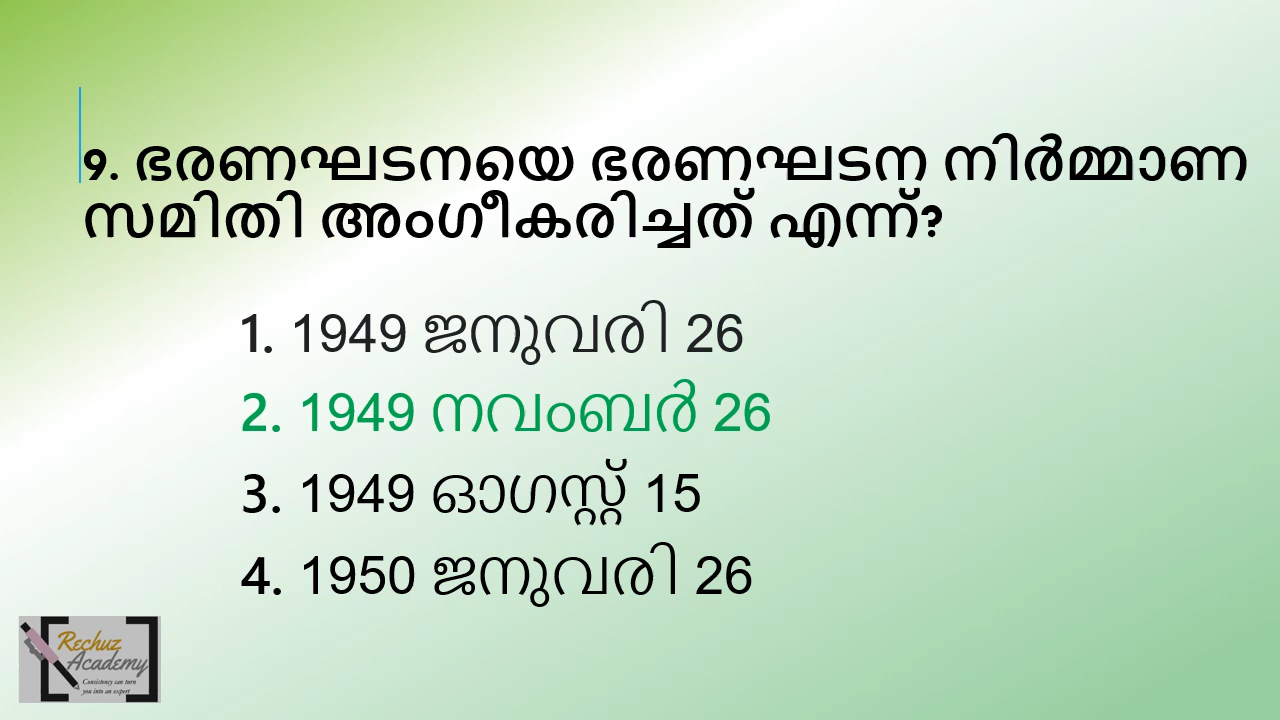 9. ഭരണഘടനയെ ഭരണഘടന നിർമ്മാണ
സമിതി അംഗീകരിച്ചത് എന്ന്?
1. 1949 ജനുവരി 26
2. 1949 നവംബർ 26
3. 1949 ഓഗസ്റ്റ് 15
4. 1950 ജനുവരി 26
Rechuz
Academy
Consistency can turn
you into an expert